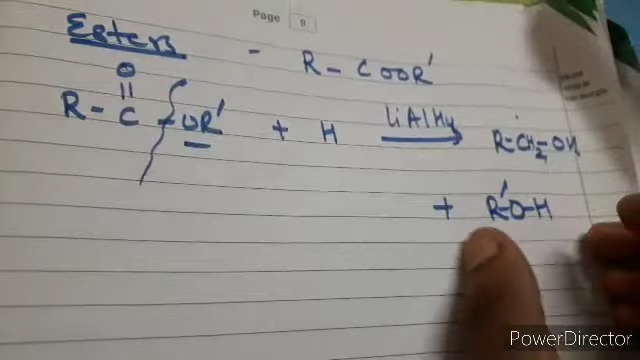 Page 9
Esters - R - COOR'
O
R - C - OR' + H LiAlH4 R-CH2-OH
+ R'-O-H
PowerDirector